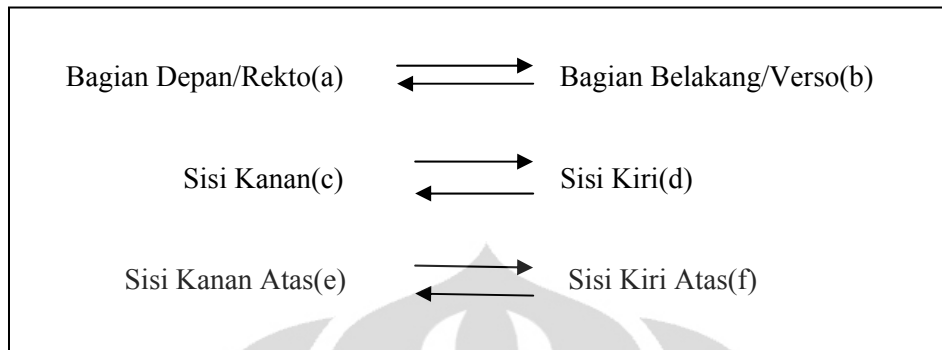 Bagian Depan/Rekto(a) Bagian Belakang/Verso(b)
Sisi Kanan(c) Sisi Kiri(d)
Sisi Kanan Atas(e) Sisi Kiri Atas(f)